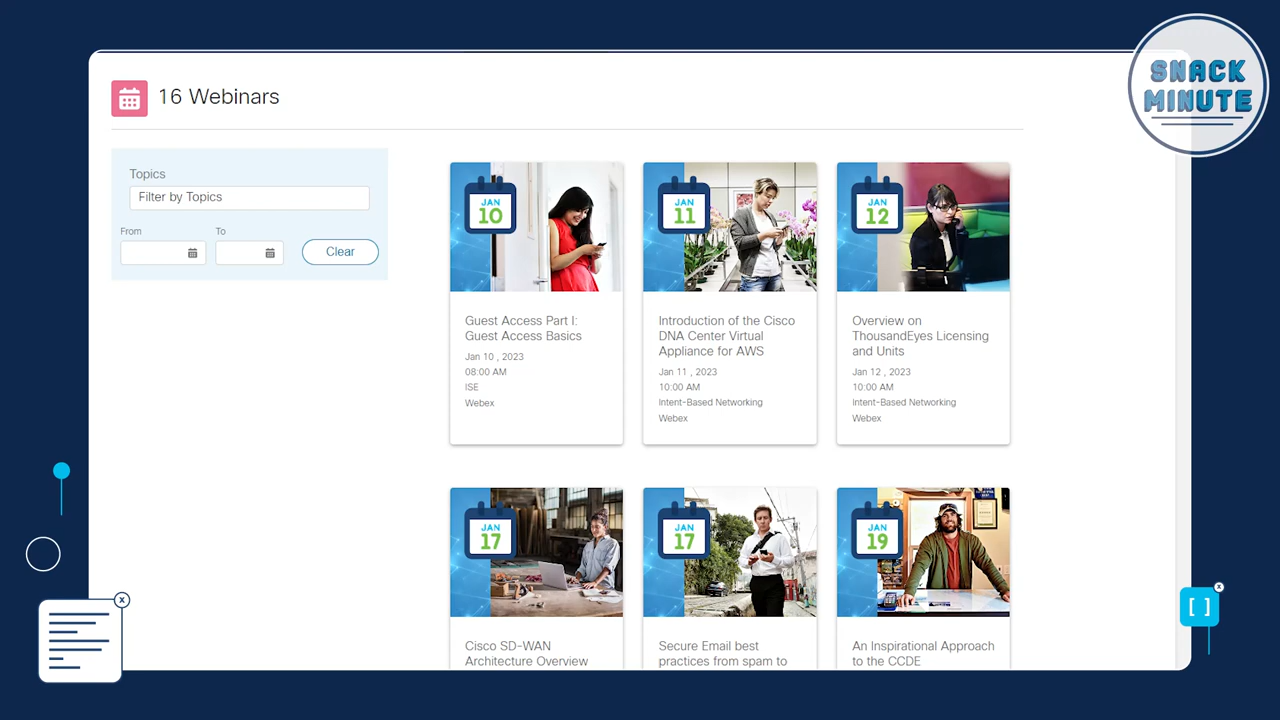 SNACK
MINUTE
16 Webinars
Topics
Filter by Topics
From
To
Clear
JAN
10
Guest Access Part I:
Guest Access Basics
Jan 10 , 2023
08:00 AM
ISE
Webex
JAN
11
Introduction of the Cisco
DNA Center Virtual
Appliance for AWS
Jan 11 , 2023
10:00 AM
Intent-Based Networking
Webex
JAN
12
Overview on
ThousandEyes Licensing
and Units
Jan 12 , 2023
10:00 AM
Intent-Based Networking
Webex
JAN
17
Cisco SD-WAN
Architecture Overview
JAN
17
Secure Email best
practices from spam to
JAN
19
An Inspirational Approach
to the CCDE
x
x
[ ]